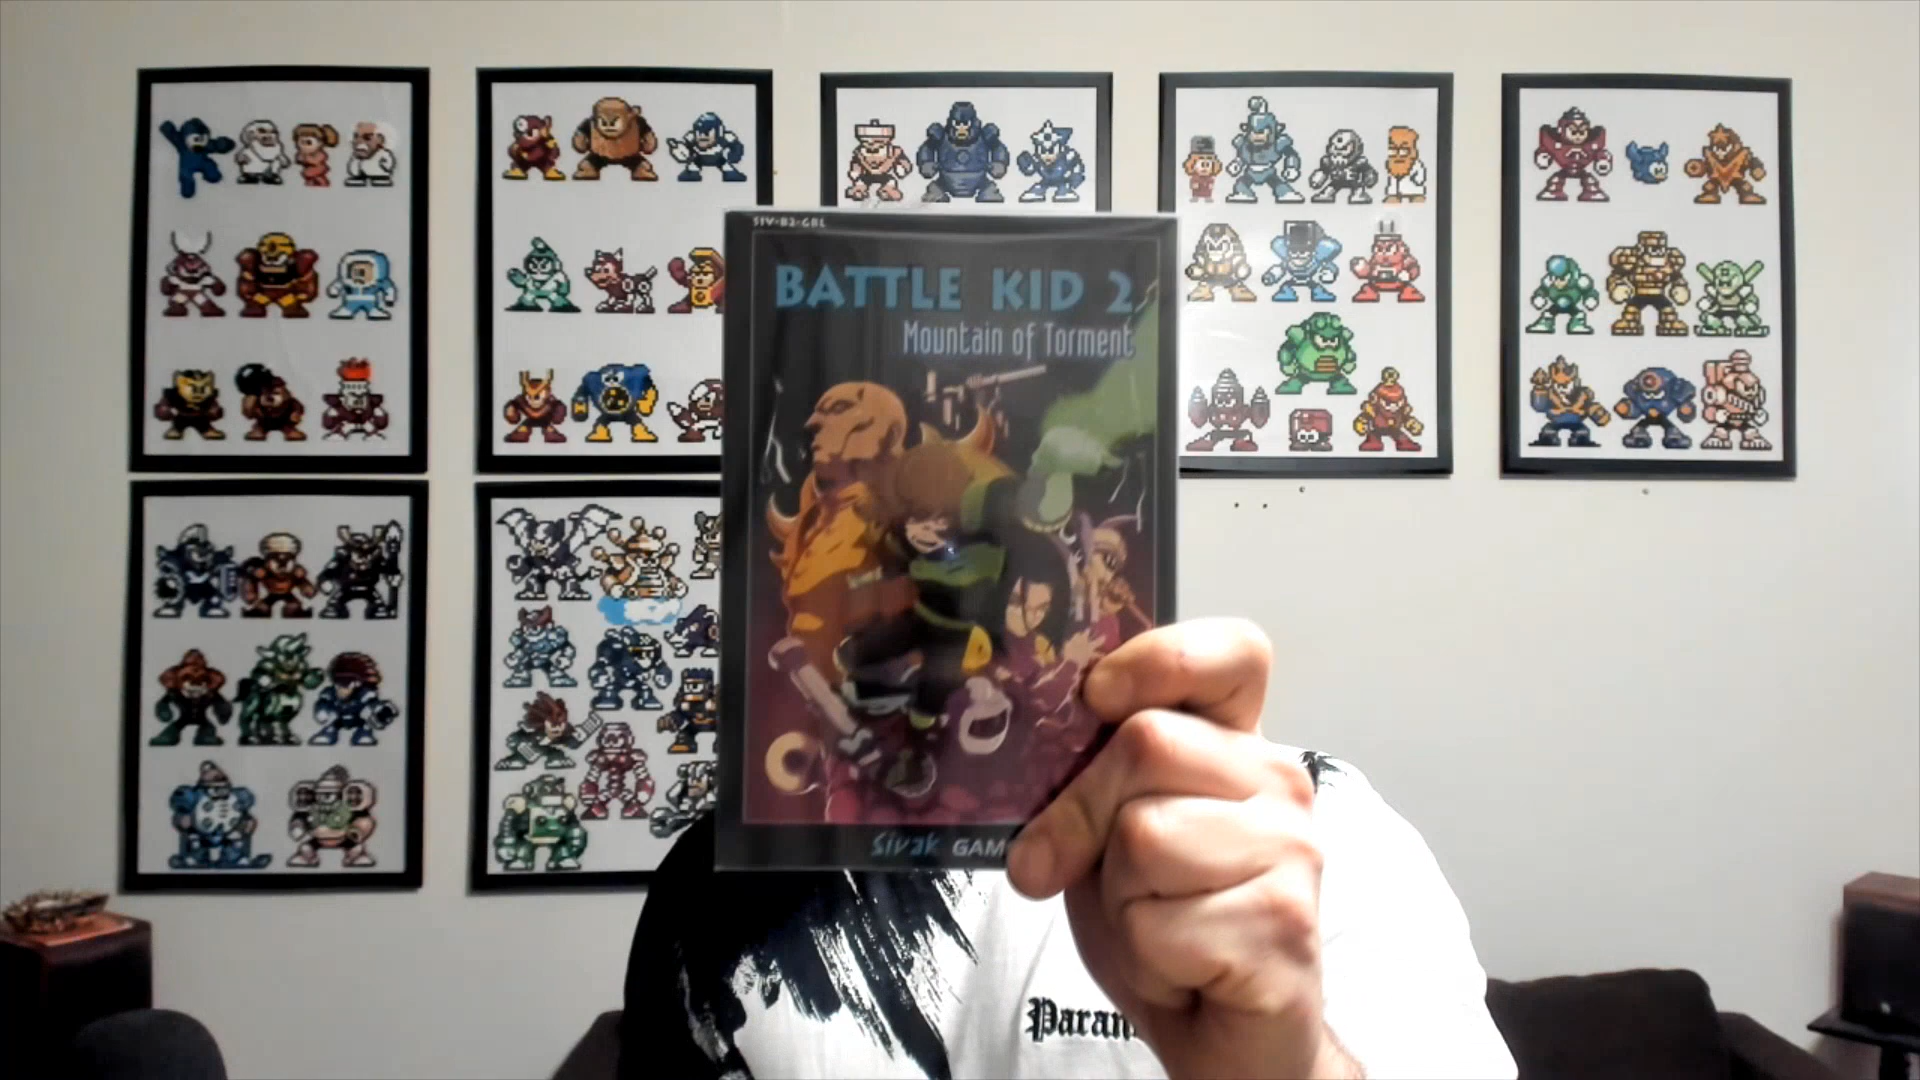 SIV-B2-GBL
BATTLE KID 2
Mountain of Torment
Sivak GAM
Paran